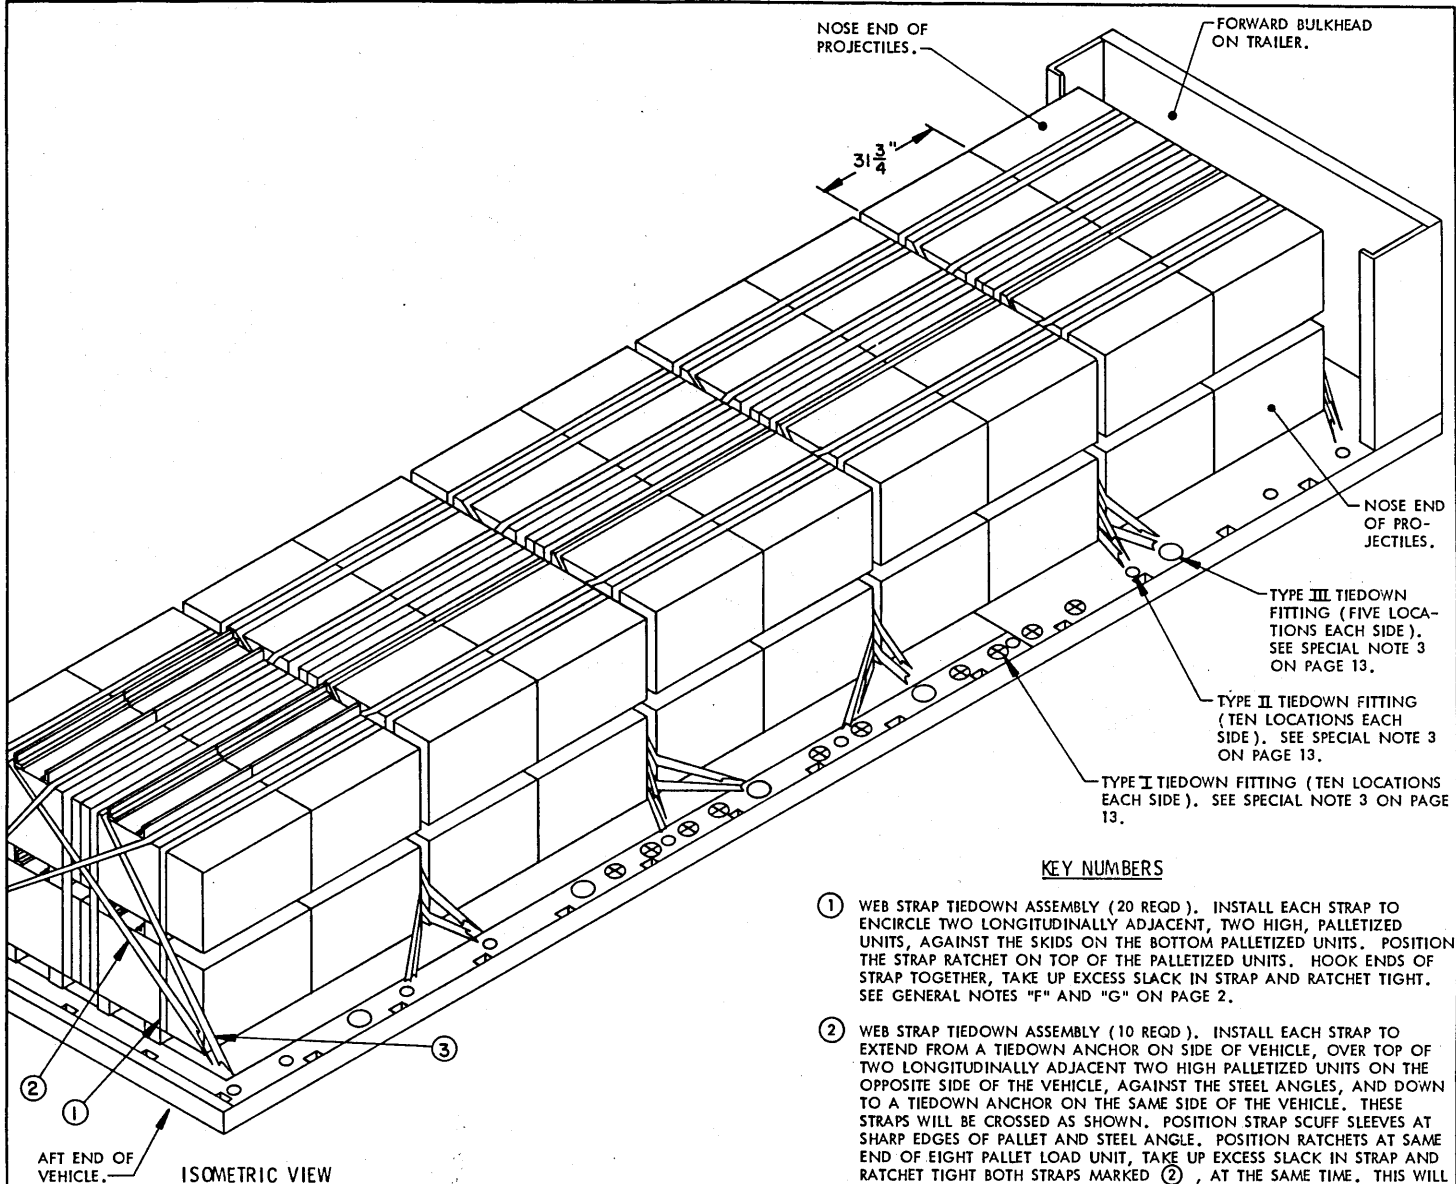 NOSE END OF
PROJECTILES.
FORWARD BULKHEAD
ON TRAILER.
31 3/4"
NOSE END
OF PRO-
JECTILES.
TYPE III TIEDOWN
FITTING (FIVE LOCA-
TIONS EACH SIDE).
SEE SPECIAL NOTE 3
ON PAGE 13.
TYPE II TIEDOWN FITTING
(TEN LOCATIONS EACH
SIDE). SEE SPECIAL NOTE 3
ON PAGE 13.
TYPE I TIEDOWN FITTING (TEN LOCATIONS
EACH SIDE). SEE SPECIAL NOTE 3 ON PAGE
13.
KEY NUMBERS
① WEB STRAP TIEDOWN ASSEMBLY (20 REQD). INSTALL EACH STRAP TO
ENCIRCLE TWO LONGITUDINALLY ADJACENT, TWO HIGH, PALLETIZED
UNITS, AGAINST THE SKIDS ON THE BOTTOM PALLETIZED UNITS. POSITION
THE STRAP RATCHET ON TOP OF THE PALLETIZED UNITS. HOOK ENDS OF
STRAP TOGETHER, TAKE UP EXCESS SLACK IN STRAP AND RATCHET TIGHT.
SEE GENERAL NOTES "F" AND "G" ON PAGE 2.
② WEB STRAP TIEDOWN ASSEMBLY (10 REQD). INSTALL EACH STRAP TO
EXTEND FROM A TIEDOWN ANCHOR ON SIDE OF VEHICLE, OVER TOP OF
TWO LONGITUDINALLY ADJACENT TWO HIGH PALLETIZED UNITS ON THE
OPPOSITE SIDE OF THE VEHICLE, AGAINST THE STEEL ANGLES, AND DOWN
TO A TIEDOWN ANCHOR ON THE SAME SIDE OF THE VEHICLE. THESE
STRAPS WILL BE CROSSED AS SHOWN. POSITION STRAP SCUFF SLEEVES AT
SHARP EDGES OF PALLET AND STEEL ANGLE. POSITION RATCHETS AT SAME
END OF EIGHT PALLET LOAD UNIT, TAKE UP EXCESS SLACK IN STRAP AND
RATCHET TIGHT BOTH STRAPS MARKED ②, AT THE SAME TIME. THIS WILL
③
②
①
AFT END OF
VEHICLE.
ISOMETRIC VIEW